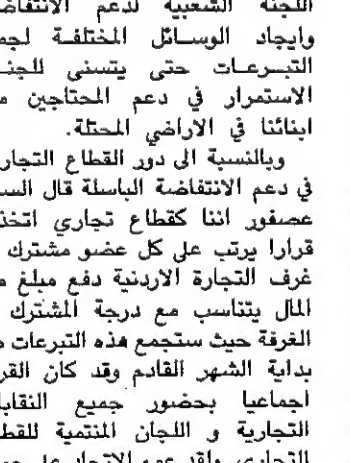 اللجنة الشعبية لدعم الانتفاضة
وايجاد الوسائل المختلفة لجمع
التبرعات حتى يتسنى للجنة
الاستمرار في دعم المحتاجين من
ابنائنا في الاراضي المحتلة.
وبالنسبة الى دور القطاع التجاري
في دعم الانتفاضة الباسلة قال السيد
عصفور اننا كقطاع تجاري اتخذنا
قرارا يرتب على كل عضو مشترك في
غرف التجارة الاردنية دفع مبلغ من
المال يتناسب مع درجة المشترك في
الغرفة حيث ستجمع هذه التبرعات من
بداية الشهر القادم وقد كان القرار
اجماعيا بحضور جميع النقابات
التجارية و اللجان المنتمية للقطاع